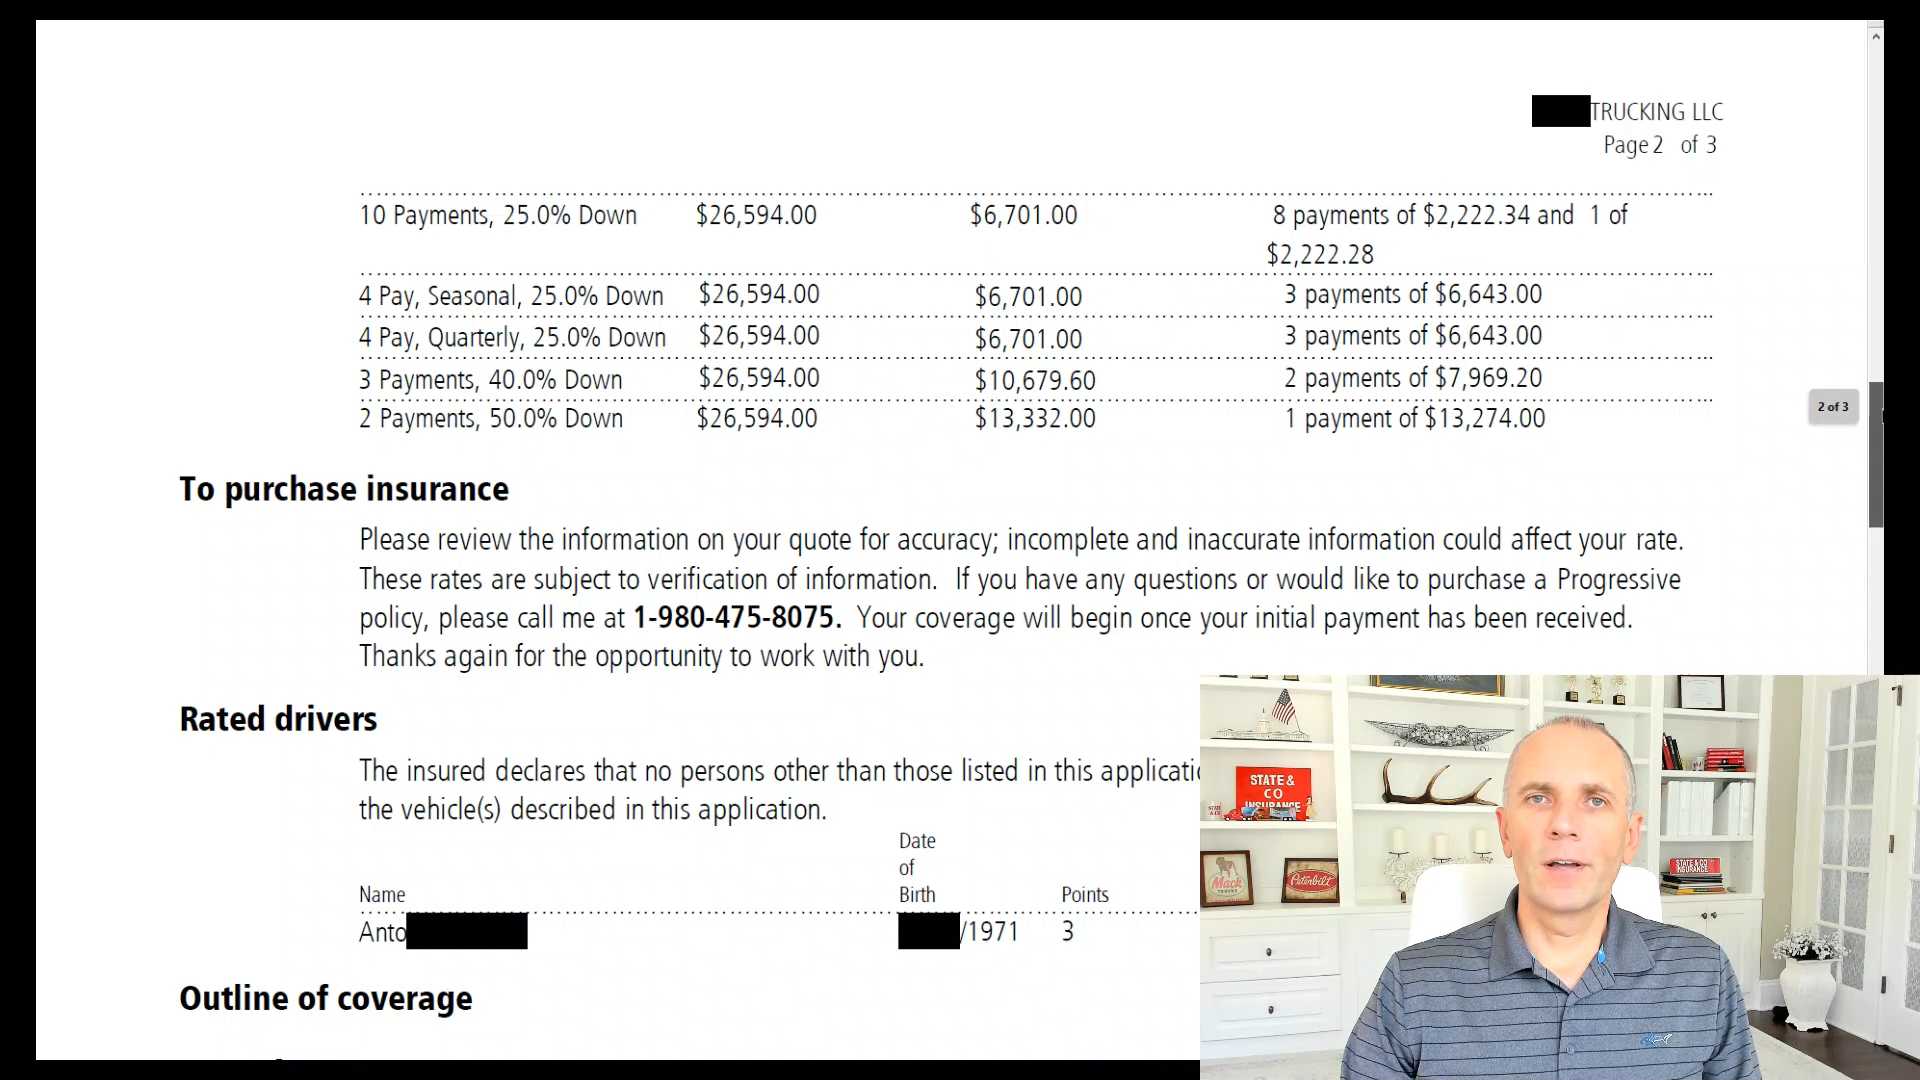 TRUCKING LLC
Page 2 of 3
10 Payments, 25.0% Down $26,594.00 $6,701.00 8 payments of $2,222.34 and 1 of
$2,222.28
4 Pay, Seasonal, 25.0% Down $26,594.00 $6,701.00 3 payments of $6,643.00
4 Pay, Quarterly, 25.0% Down $26,594.00 $6,701.00 3 payments of $6,643.00
3 Payments, 40.0% Down $26,594.00 $10,679.60 2 payments of $7,969.20
2 of 3
2 Payments, 50.0% Down $26,594.00 $13,332.00 1 payment of $13,274.00
To purchase insurance
Please review the information on your quote for accuracy; incomplete and inaccurate information could affect your rate.
These rates are subject to verification of information. If you have any questions or would like to purchase a Progressive
policy, please call me at 1-980-475-8075. Your coverage will begin once your initial payment has been received.
Thanks again for the opportunity to work with you.
Rated drivers
The insured declares that no persons other than those listed in this applicatio
the vehicle(s) described in this application.
Date
of
Name Birth Points
Anto /1971 3
Outline of coverage
STATE &
CO
INSURANCE
STATE & CO
INSURANCE
Mack
Peterbilt